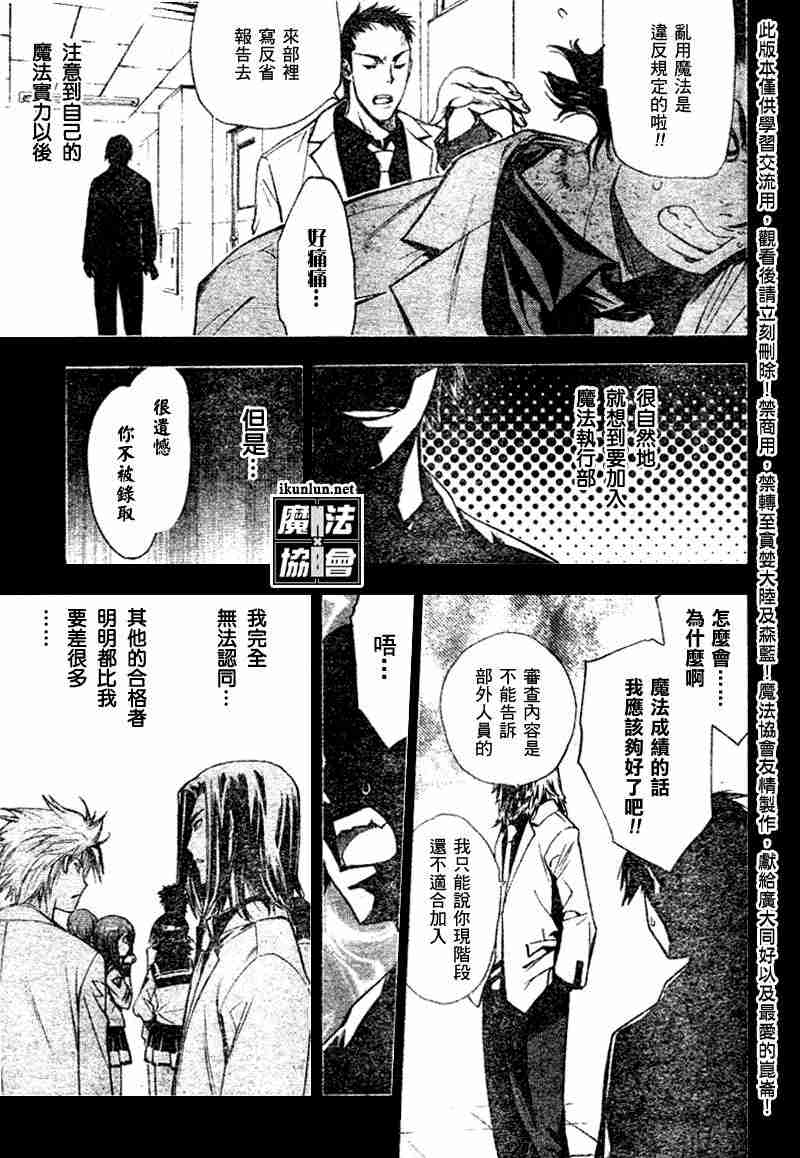 亂用魔法是
違反規定的啦!!
來部裡
寫反省
報告去
好痛痛…
注意到自己的
魔法實力以後
很自然地
就想到要加入
魔法執行部
但是…
很遺憾
你不被錄取
ikunlun.net
魔法
協會
怎麼會……
為什麼啊
魔法成績的話
我應該夠好了吧!!
審查內容是
不能告訴
部外人員的
我只能說你現階段
還不適合加入
唔…
我完全
無法認同…
其他的合格者
明明都比我
要差很多
……
此版本僅供學習交流用，觀看後請立刻刪除！禁商用，禁轉至貪婪大陸及森藍！魔法協會友情製作，獻給廣大同好以及最愛的崑崙！